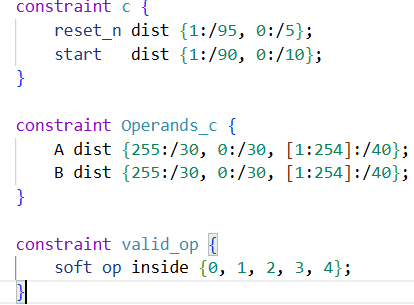 constraint c {
reset_n dist {1:/95, 0:/5};
start   dist {1:/90, 0:/10};
}
constraint Operands_c {
A dist {255:/30, 0:/30, [1:254]:/40};
B dist {255:/30, 0:/30, [1:254]:/40};
}
constraint valid_op {
soft op inside {0, 1, 2, 3, 4};
}